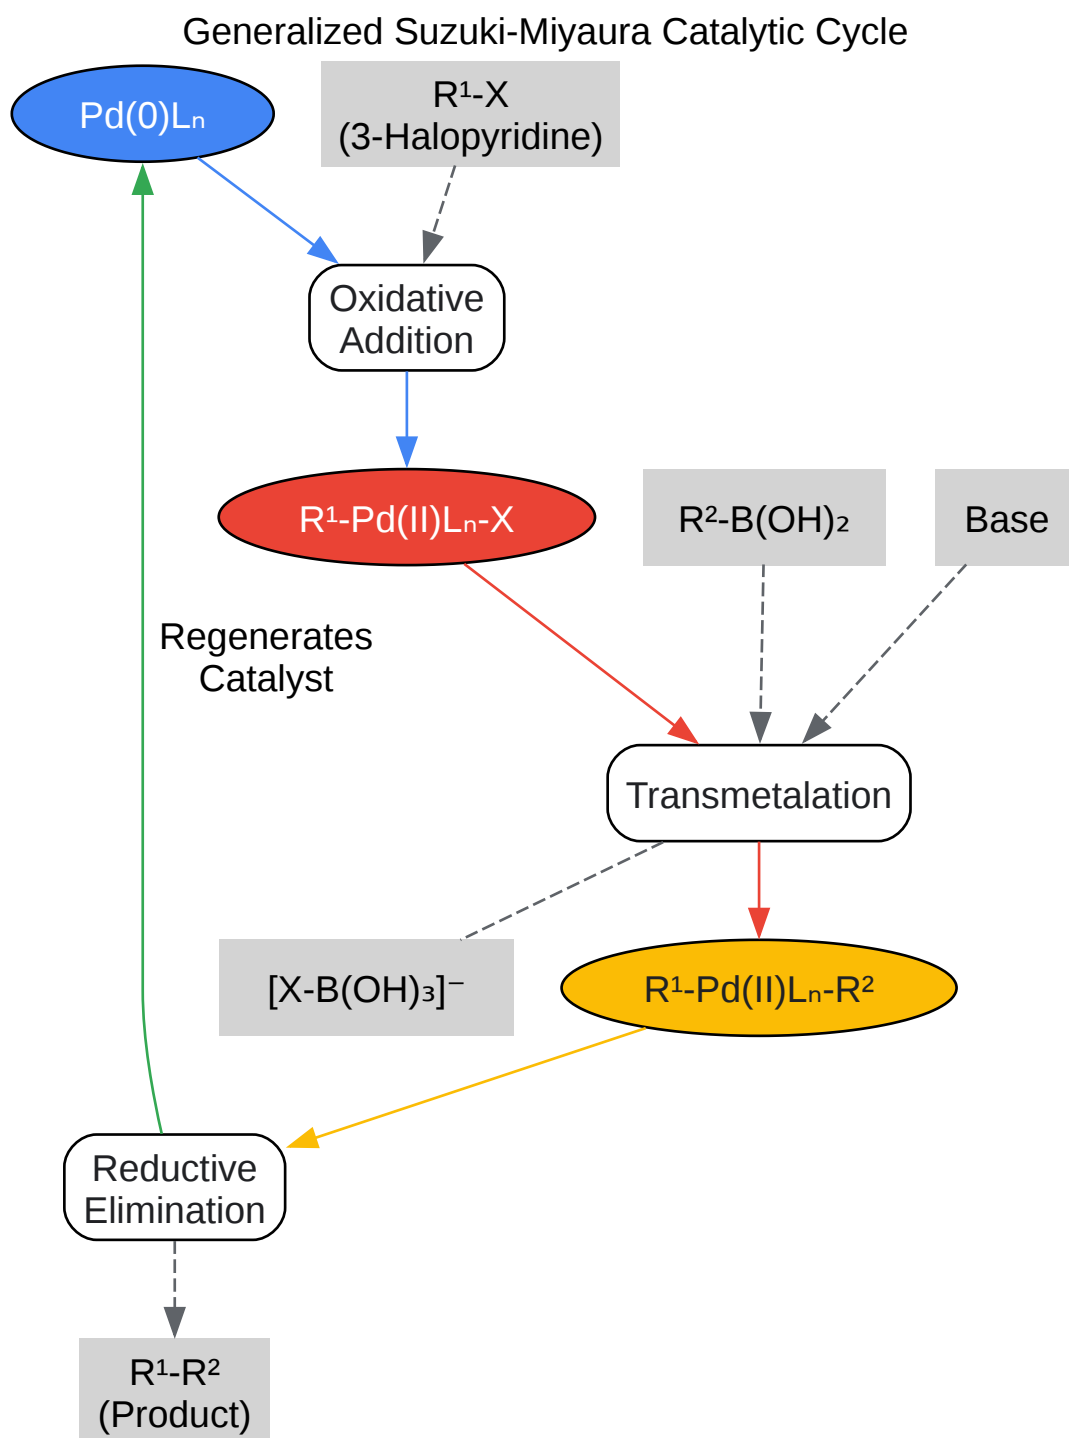 Generalized Suzuki-Miyaura Catalytic Cycle
Pd(0)Lₙ
R¹-X
(3-Halopyridine)
Oxidative
Addition
R¹-Pd(II)Lₙ-X
R²-B(OH)₂
Base
Regenerates
Catalyst
Transmetalation
[X-B(OH)₃]⁻
R¹-Pd(II)Lₙ-R²
Reductive
Elimination
R¹-R²
(Product)